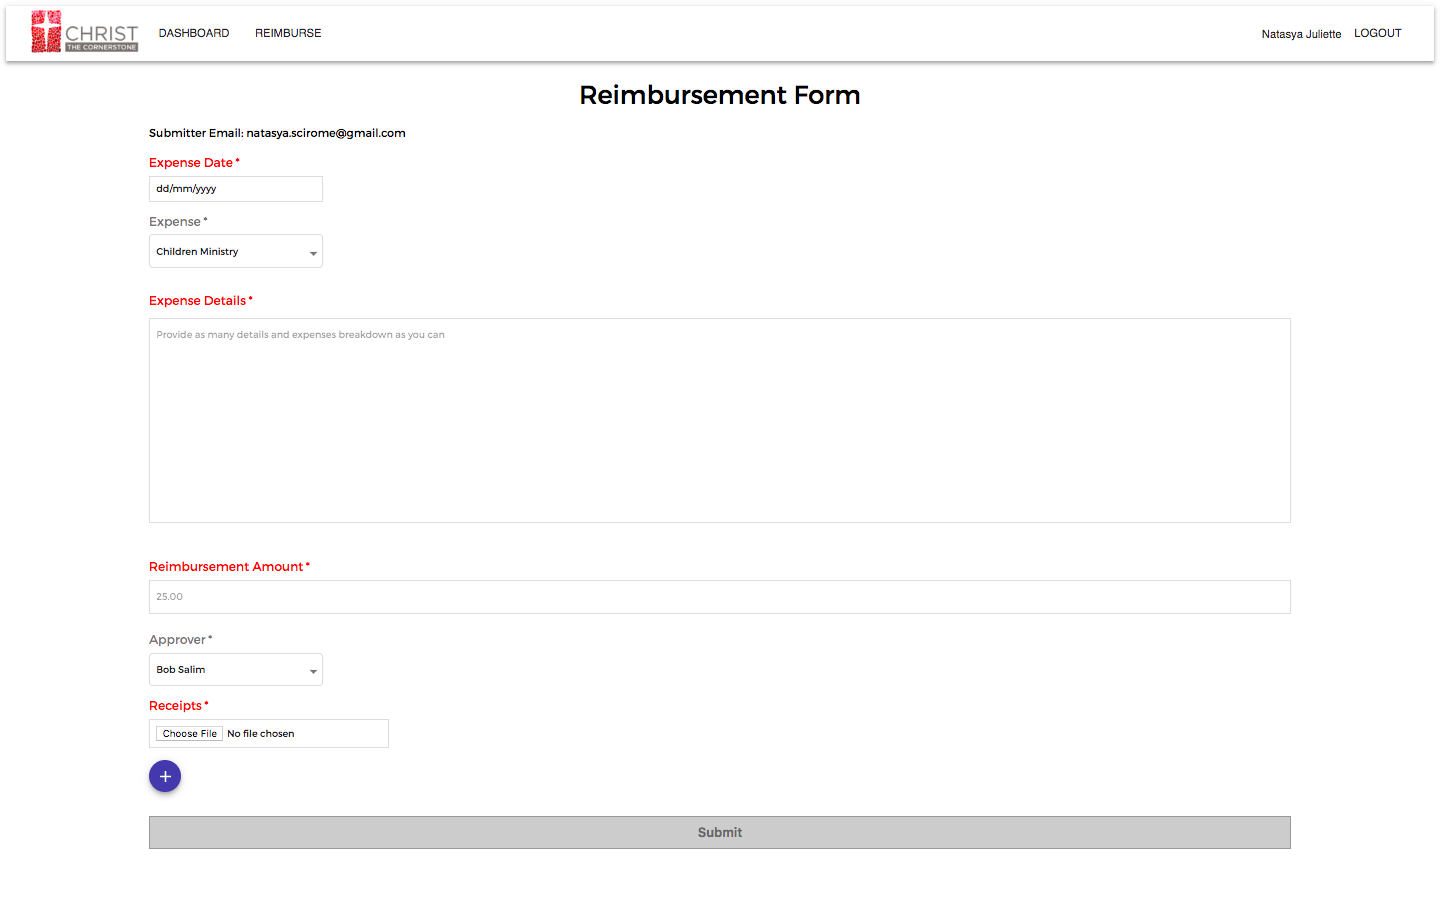 CHRIST
THE CORNERSTONE
DASHBOARD
REIMBURSE
Natasya Juliette
LOGOUT
Reimbursement Form
Submitter Email: natasya.scirome@gmail.com
Expense Date *
dd/mm/yyyy
Expense *
Children Ministry
Expense Details *
Provide as many details and expenses breakdown as you can
Reimbursement Amount *
25.00
Approver *
Bob Salim
Receipts *
Choose File No file chosen
+
Submit